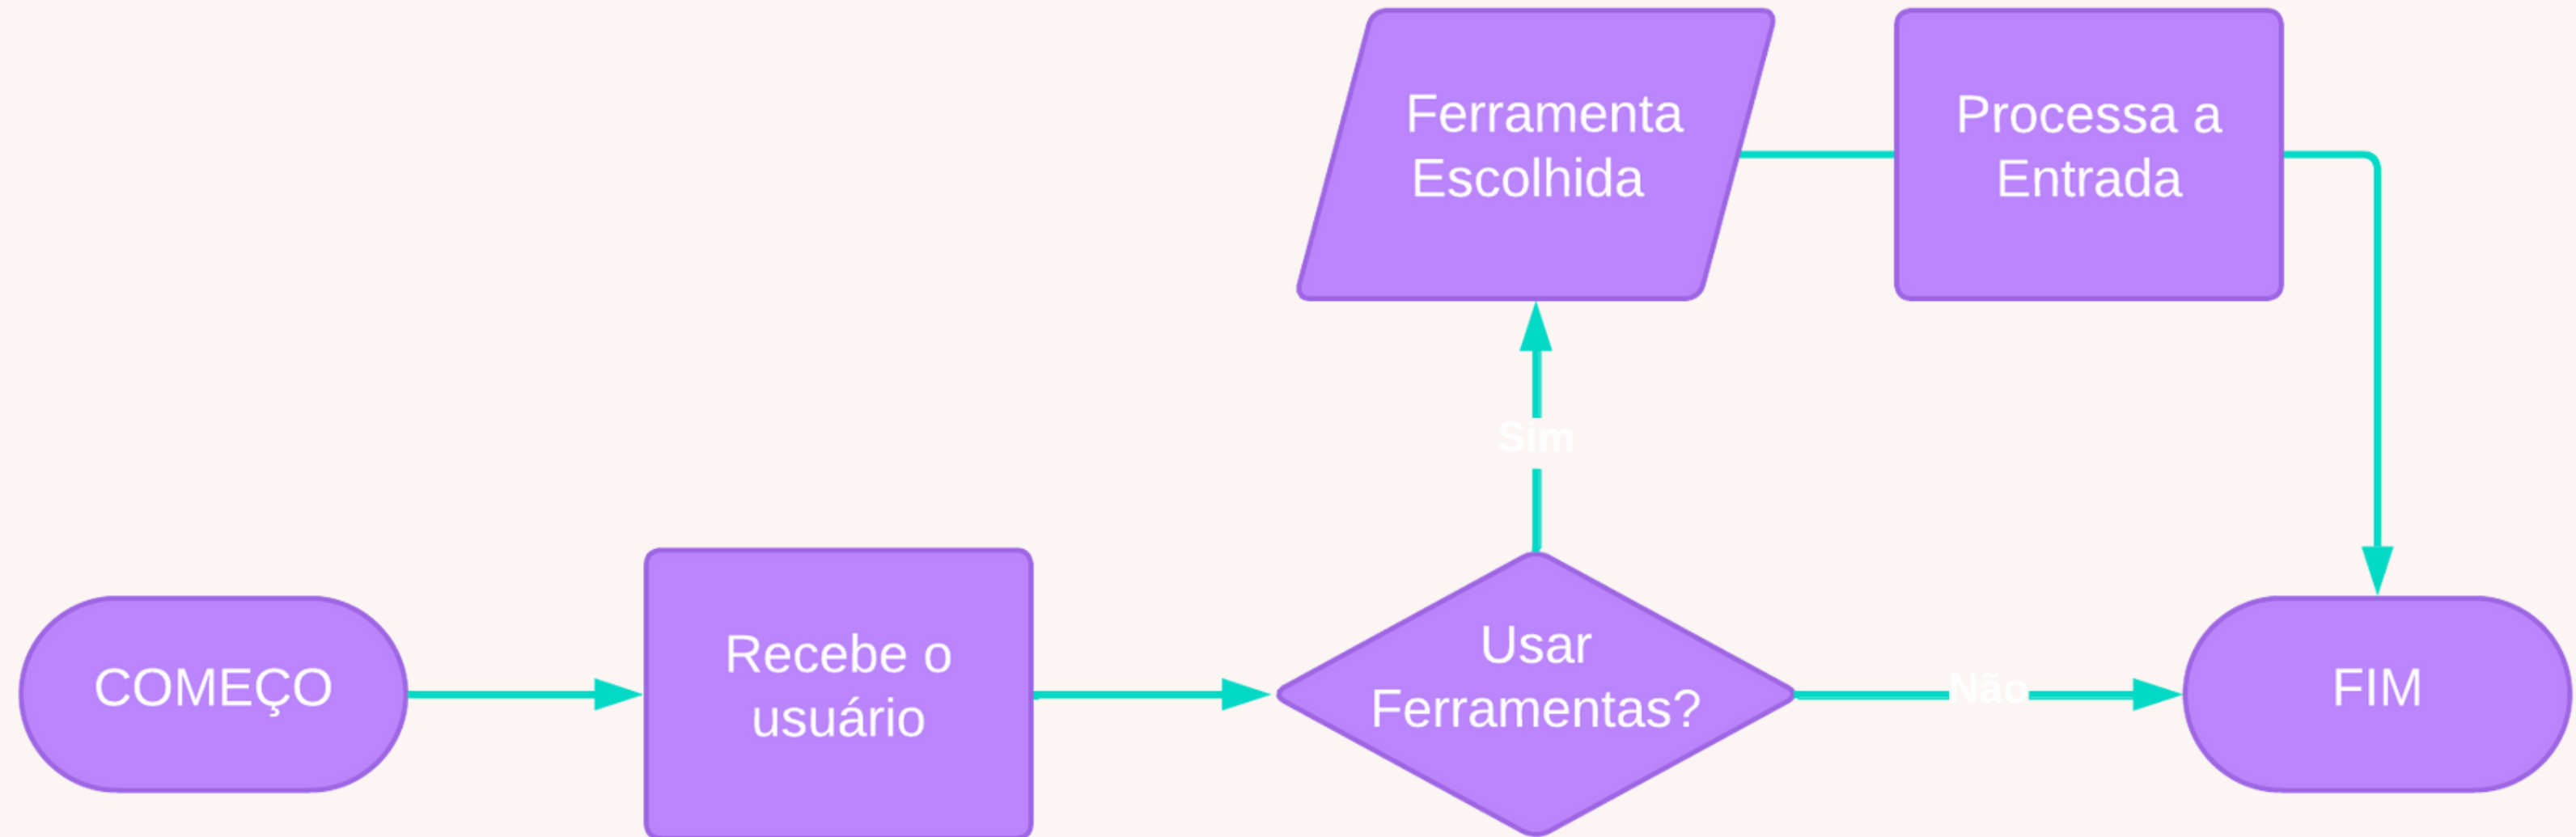 Ferramenta
Escolhida
Processa a
Entrada
Sim
COMEÇO
Recebe o
usuário
Usar
Ferramentas?
Não
FIM